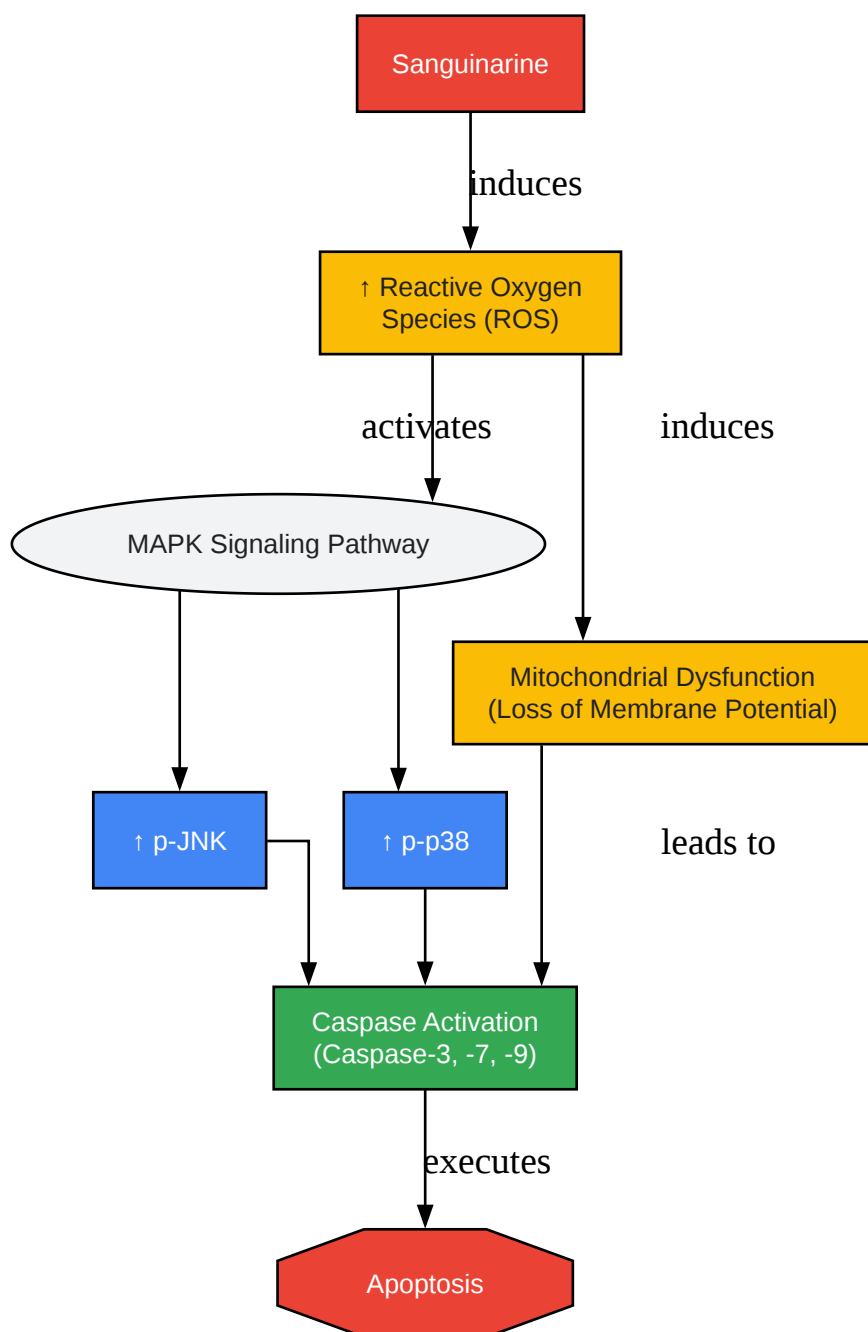 Sanguinarine
induces
↑ Reactive Oxygen
Species (ROS)
activates
induces
MAPK Signaling Pathway
Mitochondrial Dysfunction
(Loss of Membrane Potential)
↑ p-JNK
↑ p-p38
leads to
Caspase Activation
(Caspase-3, -7, -9)
executes
Apoptosis